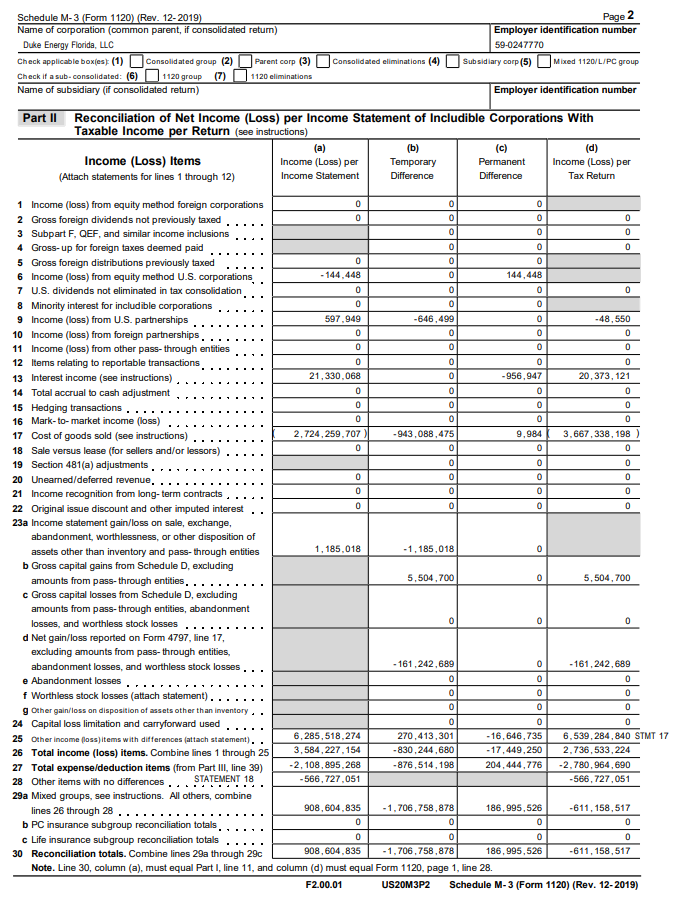 Schedule M-3 (Form 1120) (Rev. 12-2019) Page 2
Name of corporation (common parent, if consolidated return) Employer identification number
Duke Energy Florida, LLC 59-0247770
Check applicable box(es): (1) Consolidated group (2) Parent corp (3) Consolidated eliminations (4) Subsidiary corp (5) Mixed 1120/L/PC group
Check if a sub-consolidated: (6) 1120 group (7) 1120 eliminations
Name of subsidiary (if consolidated return) Employer identification number
Part II Reconciliation of Net Income (Loss) per Income Statement of Includible Corporations With
Taxable Income per Return (see instructions)
(a) (b) (c) (d)
Income (Loss) Items Income (Loss) per Temporary Permanent Income (Loss) per
(Attach statements for lines 1 through 12) Income Statement Difference Difference Tax Return
1 Income (loss) from equity method foreign corporations 0 0 0
2 Gross foreign dividends not previously taxed 0 0 0 0
3 Subpart F, QEF, and similar income inclusions 0 0 0
4 Gross-up for foreign taxes deemed paid 0 0 0
5 Gross foreign distributions previously taxed 0 0 0
6 Income (loss) from equity method U.S. corporations -144,448 0 144,448
7 U.S. dividends not eliminated in tax consolidation 0 0 0 0
8 Minority interest for includible corporations 0 0 0
9 Income (loss) from U.S. partnerships 597,949 -646,499 0 -48,550
10 Income (loss) from foreign partnerships 0 0 0 0
11 Income (loss) from other pass-through entities 0 0 0 0
12 Items relating to reportable transactions 0 0 0 0
13 Interest income (see instructions) 21,330,068 0 -956,947 20,373,121
14 Total accrual to cash adjustment 0 0 0 0
15 Hedging transactions 0 0 0 0
16 Mark-to-market income (loss) 0 0 0 0
17 Cost of goods sold (see instructions) ( 2,724,259,707 ) -943,088,475 9,984 ( 3,667,338,198 )
18 Sale versus lease (for sellers and/or lessors) 0 0 0 0
19 Section 481(a) adjustments 0 0 0
20 Unearned/deferred revenue 0 0 0 0
21 Income recognition from long-term contracts 0 0 0 0
22 Original issue discount and other imputed interest 0 0 0 0
23a Income statement gain/loss on sale, exchange,
abandonment, worthlessness, or other disposition of
assets other than inventory and pass-through entities 1,185,018 -1,185,018 0
b Gross capital gains from Schedule D, excluding
amounts from pass-through entities 5,504,700 0 5,504,700
c Gross capital losses from Schedule D, excluding
amounts from pass-through entities, abandonment
losses, and worthless stock losses 0 0 0
d Net gain/loss reported on Form 4797, line 17,
excluding amounts from pass-through entities,
abandonment losses, and worthless stock losses -161,242,689 0 -161,242,689
e Abandonment losses 0 0 0
f Worthless stock losses (attach statement) 0 0 0
g Other gain/loss on disposition of assets other than inventory 0 0 0
24 Capital loss limitation and carryforward used 0 0 0
25 Other income (loss) items with differences (attach statement) 6,285,518,274 270,413,301 -16,646,735 6,539,284,840 STMT 17
26 Total income (loss) items. Combine lines 1 through 25 3,584,227,154 -830,244,680 -17,449,250 2,736,533,224
27 Total expense/deduction items (from Part III, line 39) -2,108,895,268 -876,514,198 204,444,776 -2,780,964,690
28 Other items with no differences STATEMENT 18 -566,727,051 -566,727,051
29a Mixed groups, see instructions. All others, combine
lines 26 through 28 908,604,835 -1,706,758,878 186,995,526 -611,158,517
b PC insurance subgroup reconciliation totals 0 0 0 0
c Life insurance subgroup reconciliation totals 0 0 0 0
30 Reconciliation totals. Combine lines 29a through 29c 908,604,835 -1,706,758,878 186,995,526 -611,158,517
Note. Line 30, column (a), must equal Part I, line 11, and column (d) must equal Form 1120, page 1, line 28.
F2.00.01 US20M3P2 Schedule M-3 (Form 1120) (Rev. 12-2019)